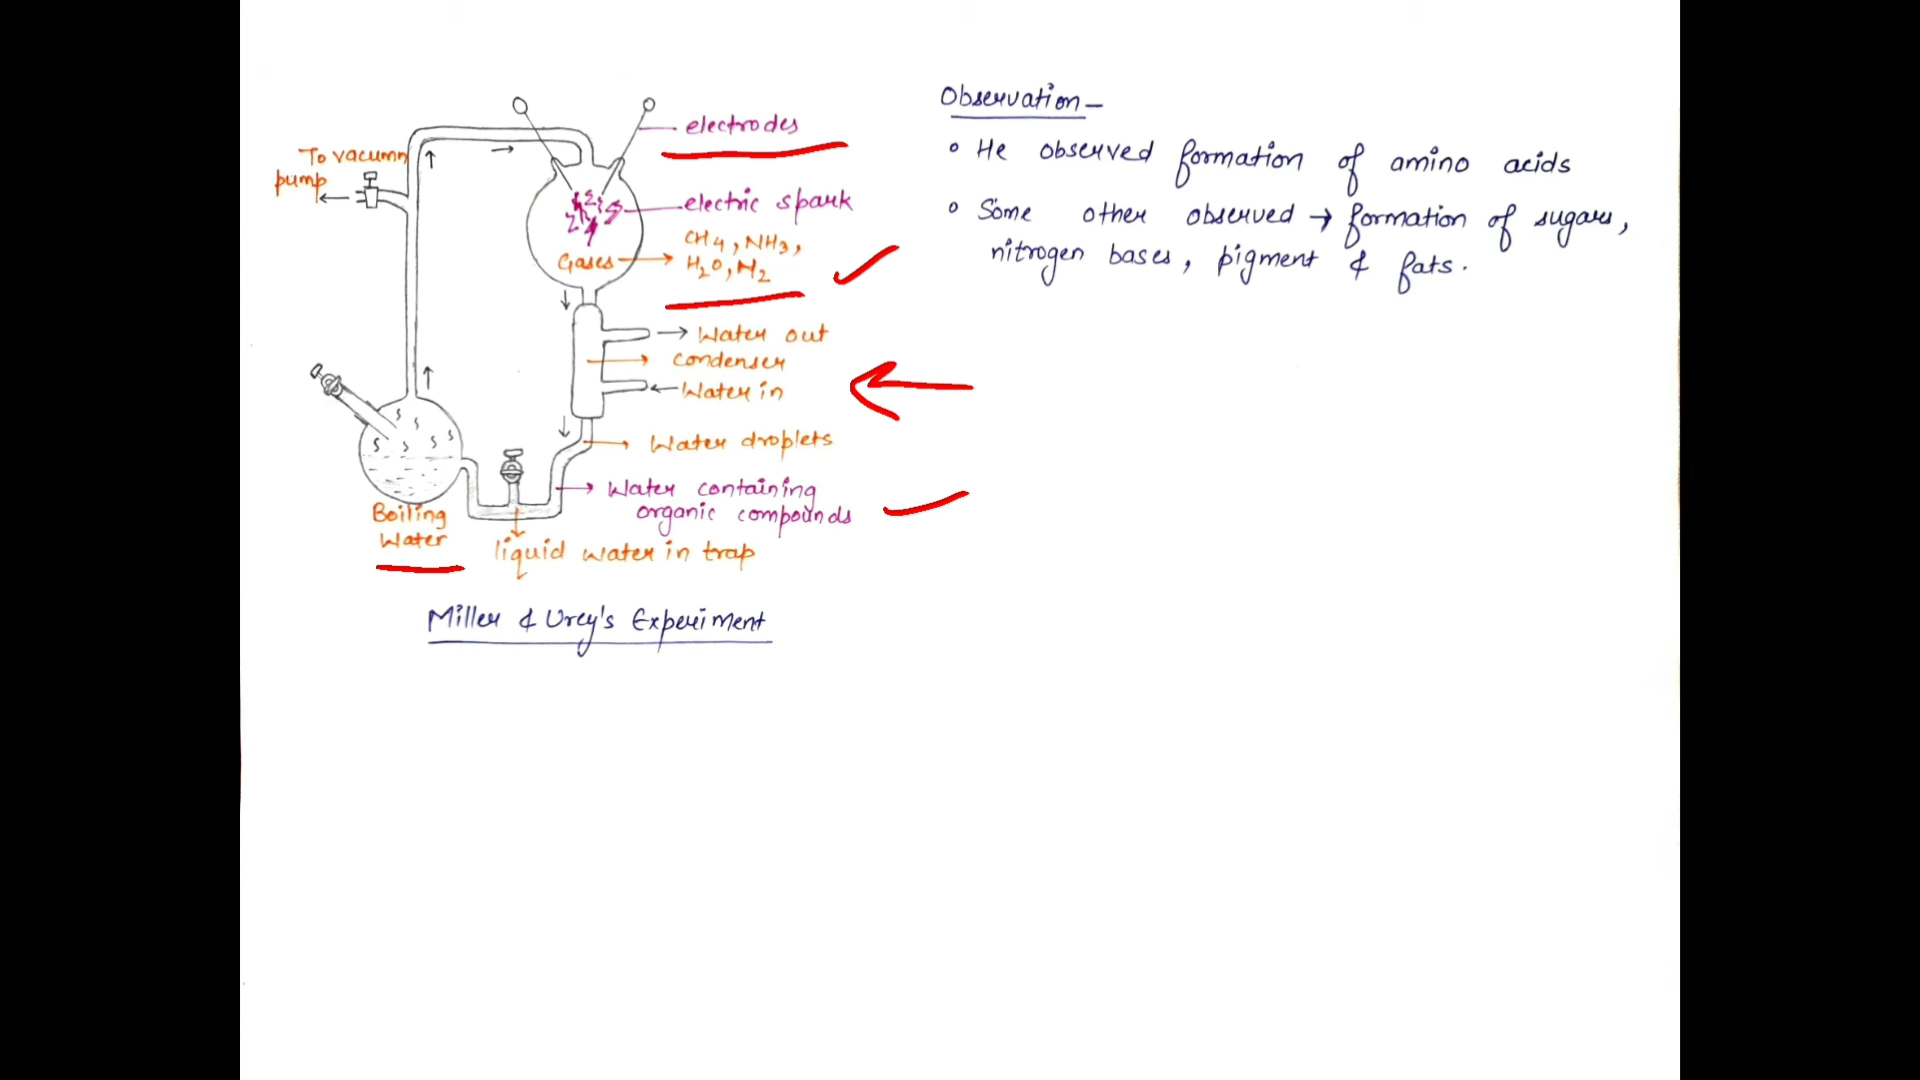 Observation-
electrodes
To vacumn
pump
• He observed formation of amino acids
electric spark
• Some other observed → formation of sugars,
CH4, NH3,
Gases
H2O, N2
nitrogen bases, pigment & fats.
Water out
condenser
Water in
Water droplets
Water containing
organic compounds
Boiling
Water
liquid water in trap
Miller & Urey's Experiment